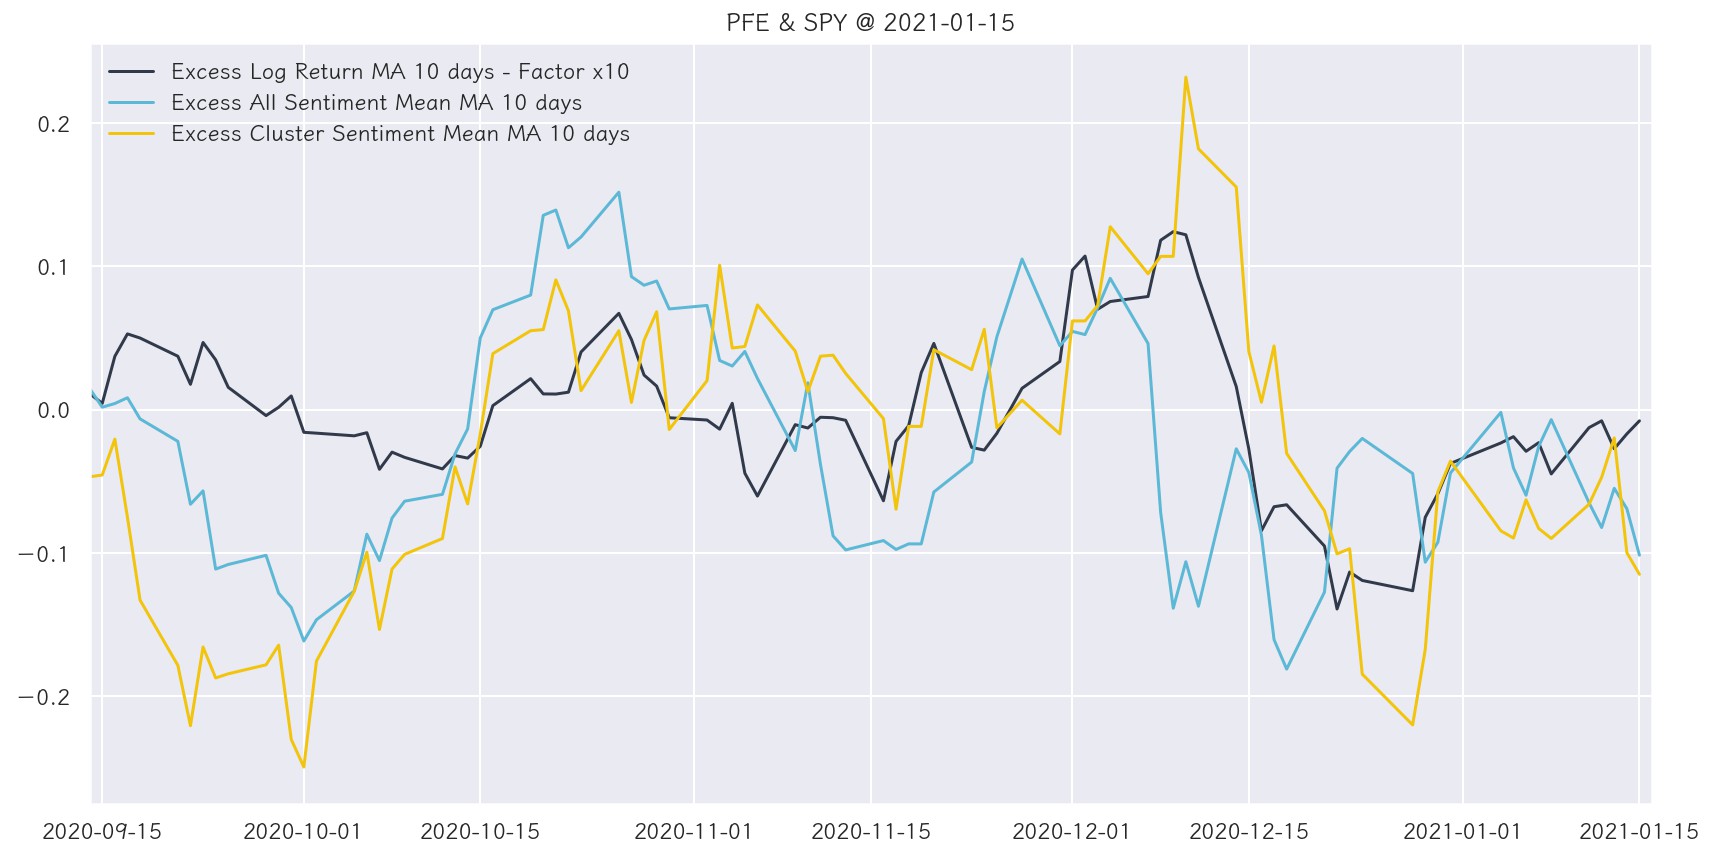 PFE & SPY @ 2021-01-15
Excess Log Return MA 10 days - Factor x10
Excess All Sentiment Mean MA 10 days
Excess Cluster Sentiment Mean MA 10 days
0.2
0.1
0.0
−0.1
−0.2
2020-09-15 2020-10-01 2020-10-15 2020-11-01 2020-11-15 2020-12-01 2020-12-15 2021-01-01 2021-01-15